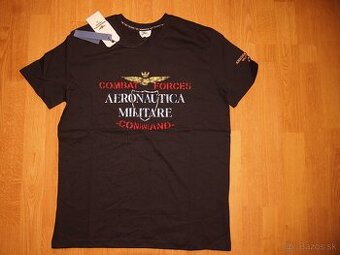 COMBAT FORCES
AERONAUTICA
MILITARE
COMMAND
Bazos.sk